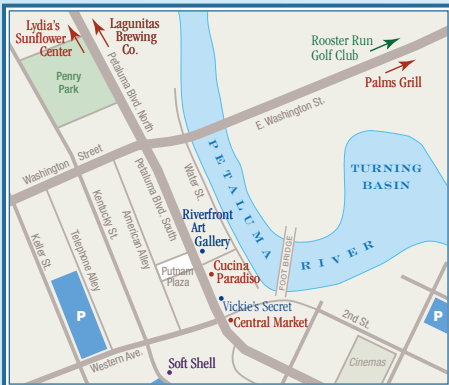 Lydia's
Sunflower
Center
Lagunitas
Brewing
Co.
Rooster Run
Golf Club
Palms Grill
Penry
Park
Petaluma Blvd. North
E. Washington St.
Washington Street
PETALUMA
RIVER
TURNING
BASIN
Water St.
Petaluma Blvd. South
Kentucky St.
American Alley
Telephone Alley
Keller St.
Riverfront
Art
Gallery
Putnam
Plaza
Cucina
Paradiso
FOOT BRIDGE
Vickie's Secret
Central Market
2nd St.
P
P
Western Ave.
Soft Shell
Cinemas